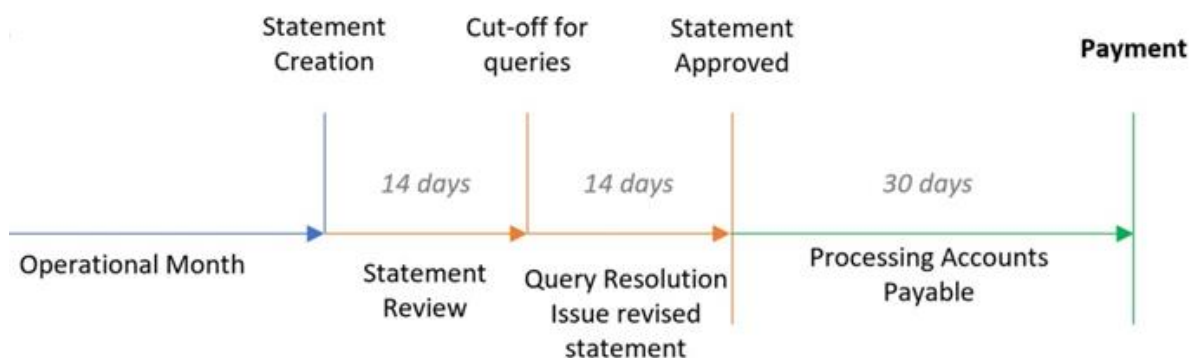 Statement
Creation
Cut-off for
queries
Statement
Approved
Payment
14 days
14 days
30 days
Operational Month
Statement
Review
Query Resolution
Issue revised
statement
Processing Accounts
Payable